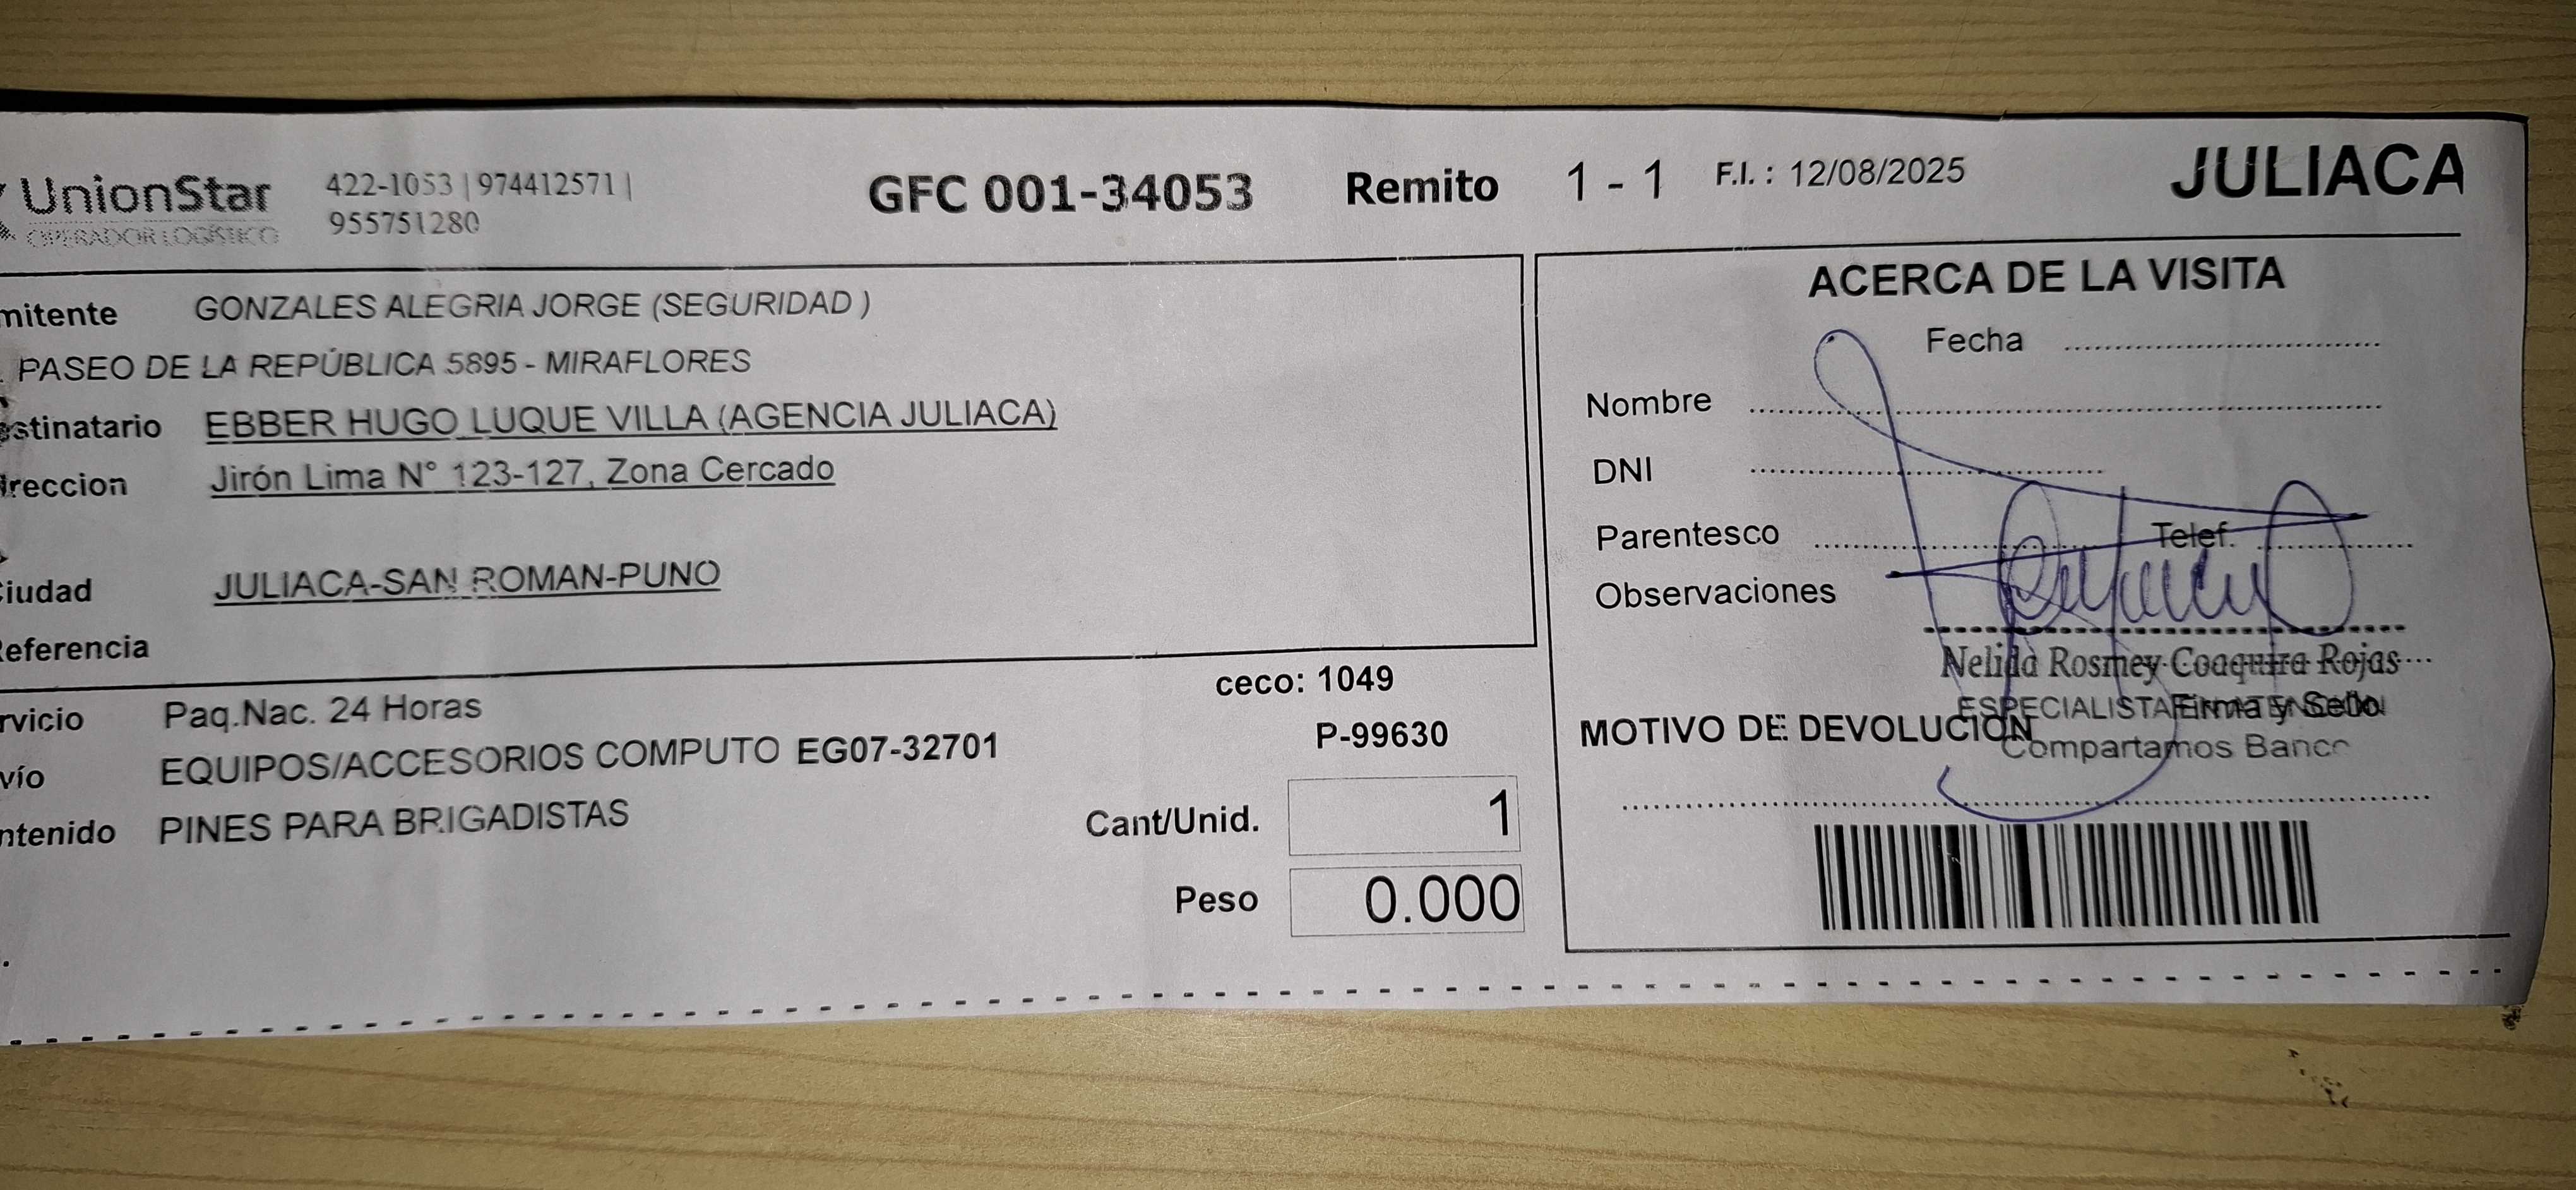 UnionStar
OPERADOR LOGÍSTICO
422-1053 | 974412571 |
955751280
GFC 001-34053 Remito 1 - 1 F.I. : 12/08/2025 JULIACA
mitente GONZALES ALEGRIA JORGE (SEGURIDAD )
. PASEO DE LA REPÚBLICA 5895 - MIRAFLORES
estinatario EBBER HUGO LUQUE VILLA (AGENCIA JULIACA)
ireccion Jirón Lima N° 123-127, Zona Cercado
Ciudad JULIACA-SAN ROMAN-PUNO
Referencia
rvicio Paq.Nac. 24 Horas
vío EQUIPOS/ACCESORIOS COMPUTO EG07-32701
ntenido PINES PARA BRIGADISTAS
ceco: 1049
P-99630
Cant/Unid. 1
Peso 0.000
ACERCA DE LA VISITA
Fecha
Nombre
DNI
Parentesco Telef.
Observaciones
Nelida Rosmey Coaquira Rojas
ESPECIALISTA
Firma y Sello
MOTIVO DE DEVOLUCION
Compartamos Banco